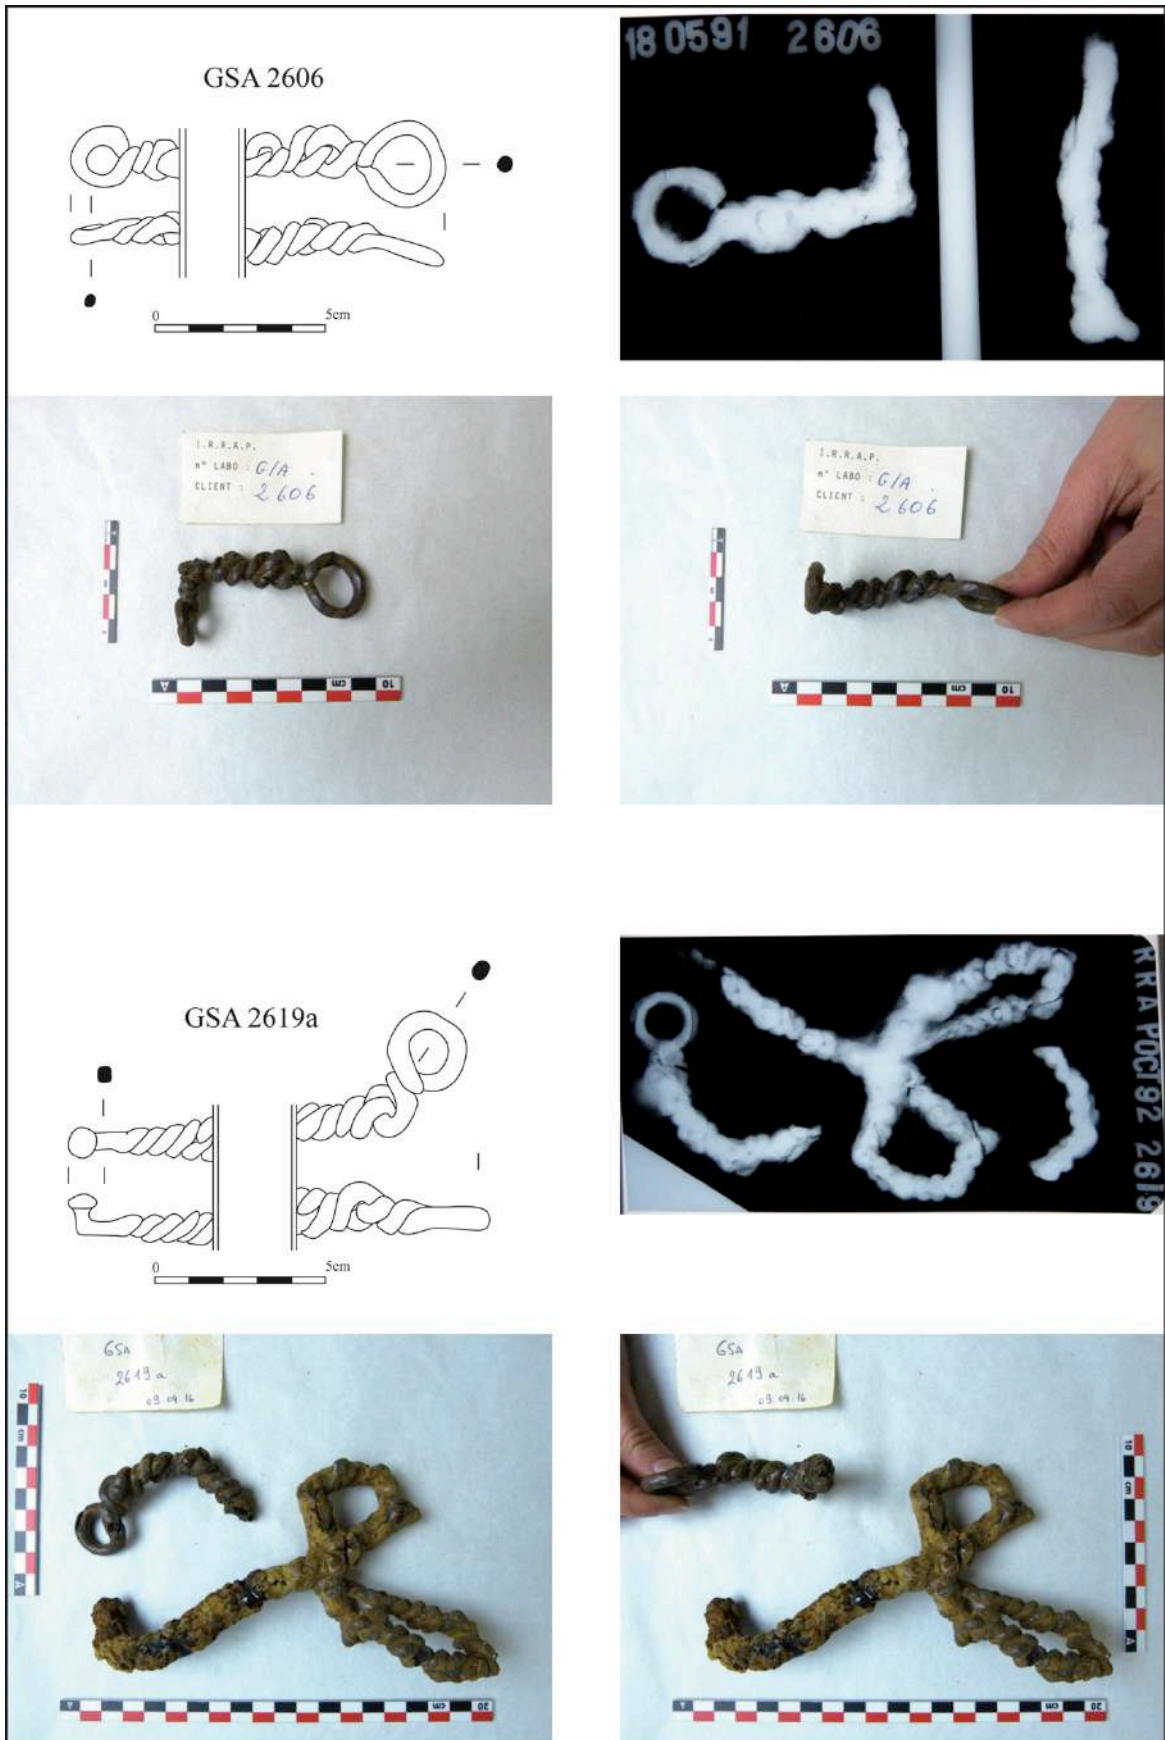 GSA 2606
0 5cm
180591 2606
I.R.R.A.P.
n° LABO : G/A .
CLIENT : 2606
A cm 10
I.R.R.A.P.
n° LABO : G/A .
CLIENT : 2606
A cm 10
GSA 2619a
0 5cm
RRAPOCT92 2619
GSA
2619 a
09.09.16
10 cm A
A cm 20
GSA
2619 a
09.09.16
10 cm A
A cm 20